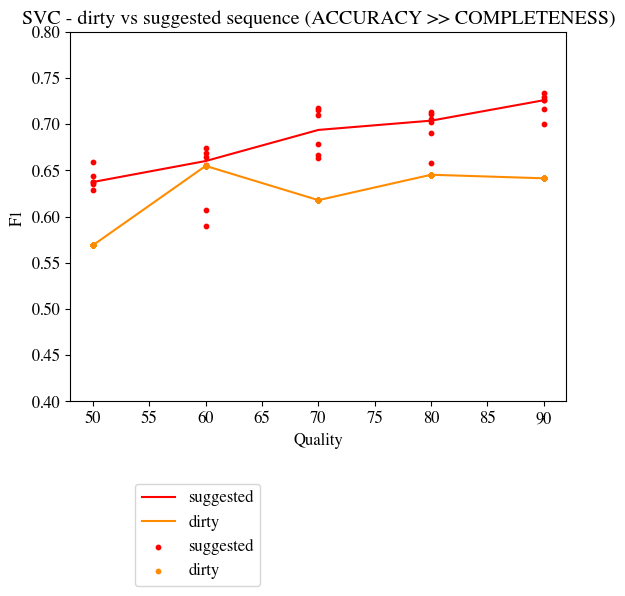 SVC - dirty vs suggested sequence (ACCURACY >> COMPLETENESS)
0.80
0.75
0.70
0.65
0.60
0.55
0.50
0.45
0.40
F1
50 55 60 65 70 75 80 85 90
Quality
suggested
dirty
suggested
dirty